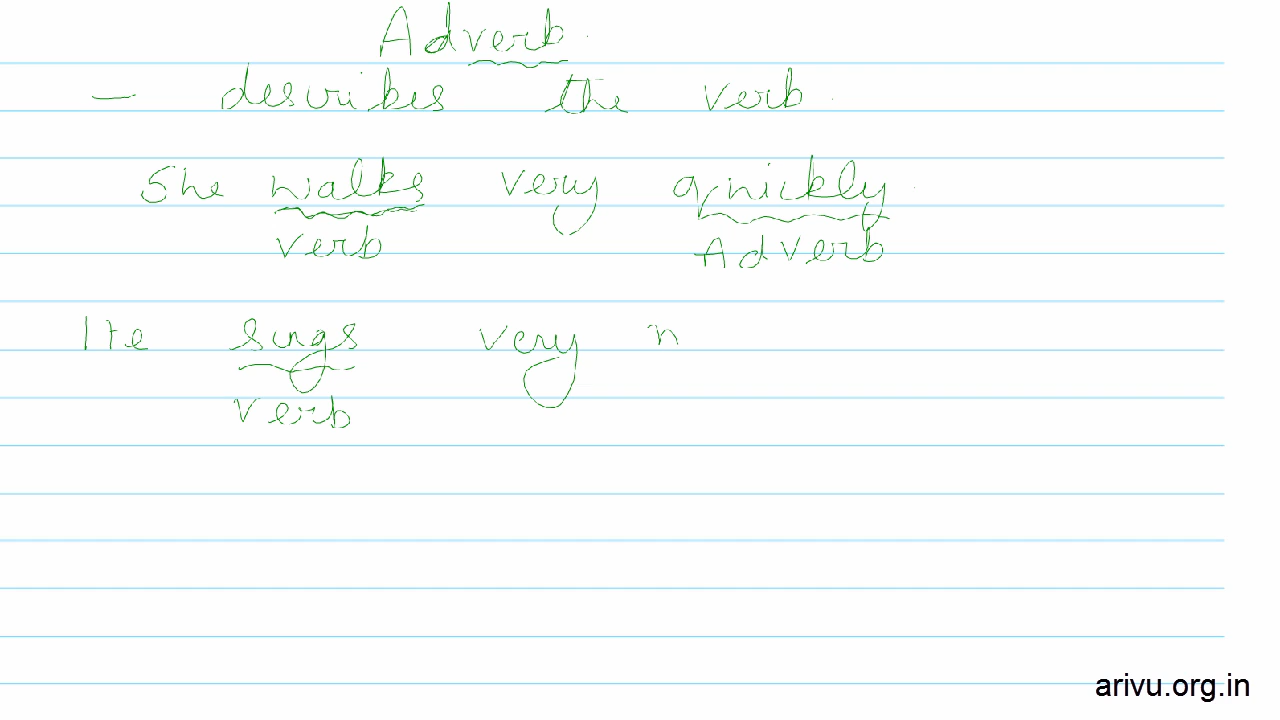 Adverb
- describes the verb
She walks very quickly
verb Adverb
He sings very n
verb
arivu.org.in